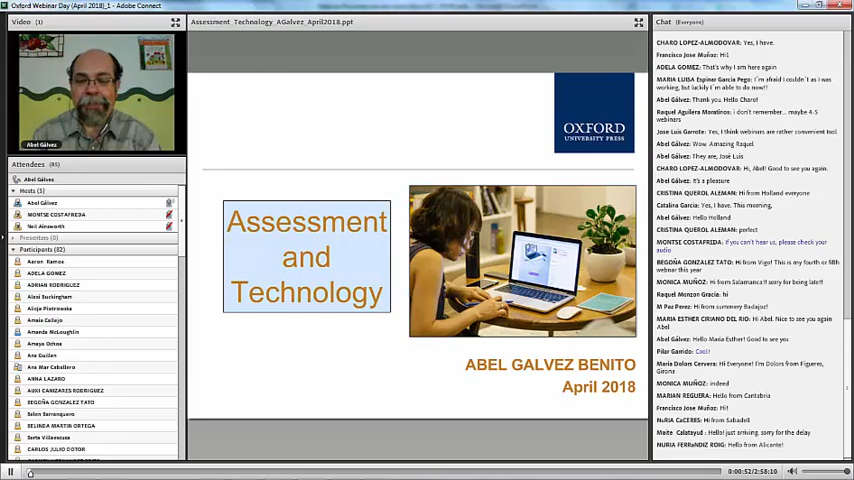 Oxford Webinar Day (April 2018)_1 - Adobe Connect
Video (1)
Abel Gálvez
Attendees (85)
Abel Gálvez
Hosts (3)
Abel Gálvez
MONTSE COSTAFREDA
Neil Ainsworth
Presenters (0)
Participants (82)
Aaron Ramos
ADELA GOMEZ
ADRIAN RODRIGUEZ
Alexi Buckingham
Alicja Piotrowska
Amaia Callejo
Amanda McLoughlin
Amaya Ochoa
Ana Guillen
Ana Mar Caballero
ANNA LAZARO
AUXI CAMIZARES RODRIGUEZ
BEGOÑA GONZALEZ TATO
Belen Barranquero
BELINDA MARTIN ORTEGA
Berta Villaescusa
CARLOS JULIO DOTOR
Assessment_Technology_AGalvez_April2018.ppt
OXFORD
UNIVERSITY PRESS
Assessment
and
Technology
ABEL GALVEZ BENITO
April 2018
Chat (Everyone)
CHARO LOPEZ-ALMODOVAR: Yes, I have.
Francisco Jose Muñoz: Hi!
ADELA GOMEZ: That's why I am here again
MARIA LUISA Espinar Garcia Pego: I´m afraid I couldn´t as I was
working, but luckily I´m able to do now!!
Abel Gálvez: Thank you. Hello Charo!
Raquel Aguilera Moratinos: i don't remember... maybe 4-5
webinars
Jose Luis Garrote: Yes, I think webinars are rather convenient tool
Abel Gálvez: Wow. Amazing Raquel
Abel Gálvez: They are, José Luis
CHARO LOPEZ-ALMODOVAR: Hi, Abel! Good to see you again.
Abel Gálvez: It's a pleasure
CRISTINA QUEROL ALEMAN: Hi from Holland everyone
Catalina Garcia: Yes, I have. This morning,
Abel Gálvez: Hello Holland
CRISTINA QUEROL ALEMAN: perfect
MONTSE COSTAFREDA: if you can't hear us, please check your
audio
BEGOÑA GONZALEZ TATO: Hi from Vigo! This is my fourth or fifth
webinar this year
MONICA MUÑOZ: Hi from Salamanca!! sorry for being late!!
Raquel Monzon Gracia: hi
M Paz Perez: Hi from summery Badajoz!
MARIA ESTHER CIRIANO DEL RIO: Hi Abel. Nice to see you again
Abel
Abel Gálvez: Hello Maria Esther! Good to see you
Pilar Garrido: Cool!
Maria Dolors Cervera: Hi Everyone! I'm Dolors from Figueres,
Girona
MONICA MUÑOZ: indeed
MARIAN REGUERA: Hello from Cantabria
Francisco Jose Muñoz: Hi!
NuRiA CaCERES: Hi from Sabadell
Maite Calatayud: Hello! just arriving, sorry for the delay
NURIA FERRaNDIZ ROIG: Hello from Alicante!
0:00:52/2:58:10